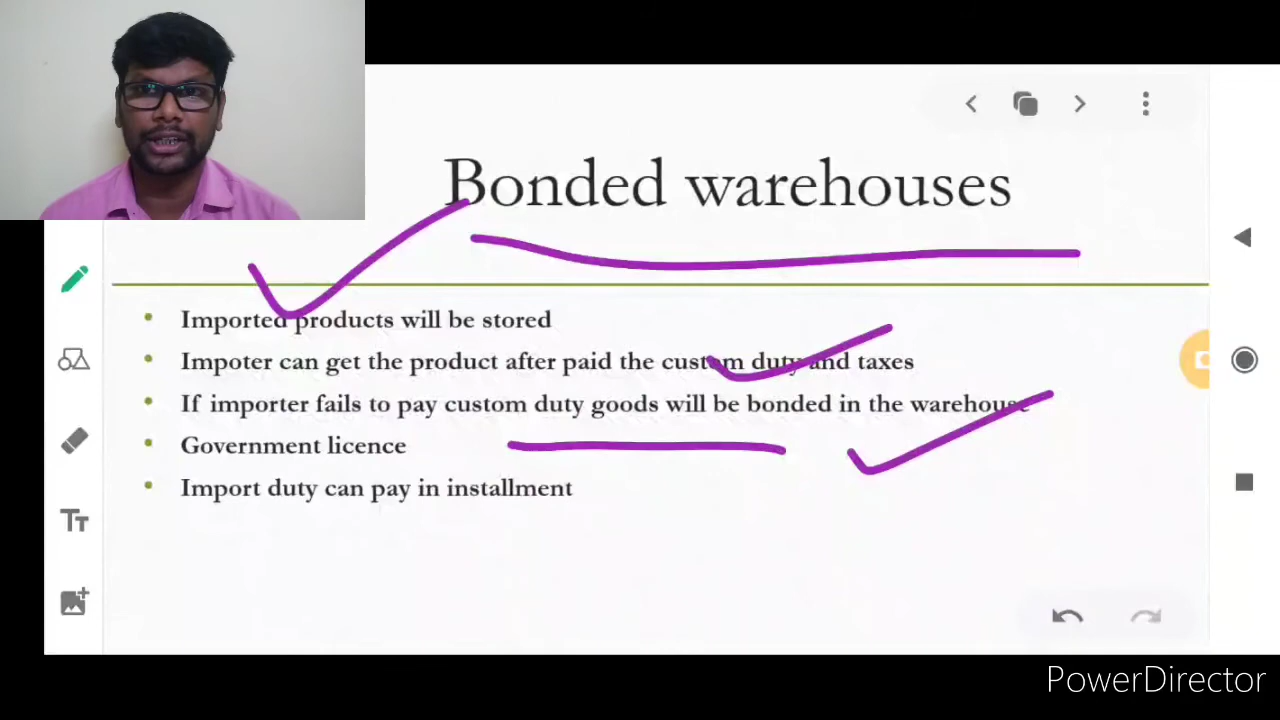 Bonded warehouses
Imported products will be stored
Impoter can get the product after paid the custom duty and taxes
If importer fails to pay custom duty goods will be bonded in the warehouse
Government licence
Import duty can pay in installment
TT
PowerDirector